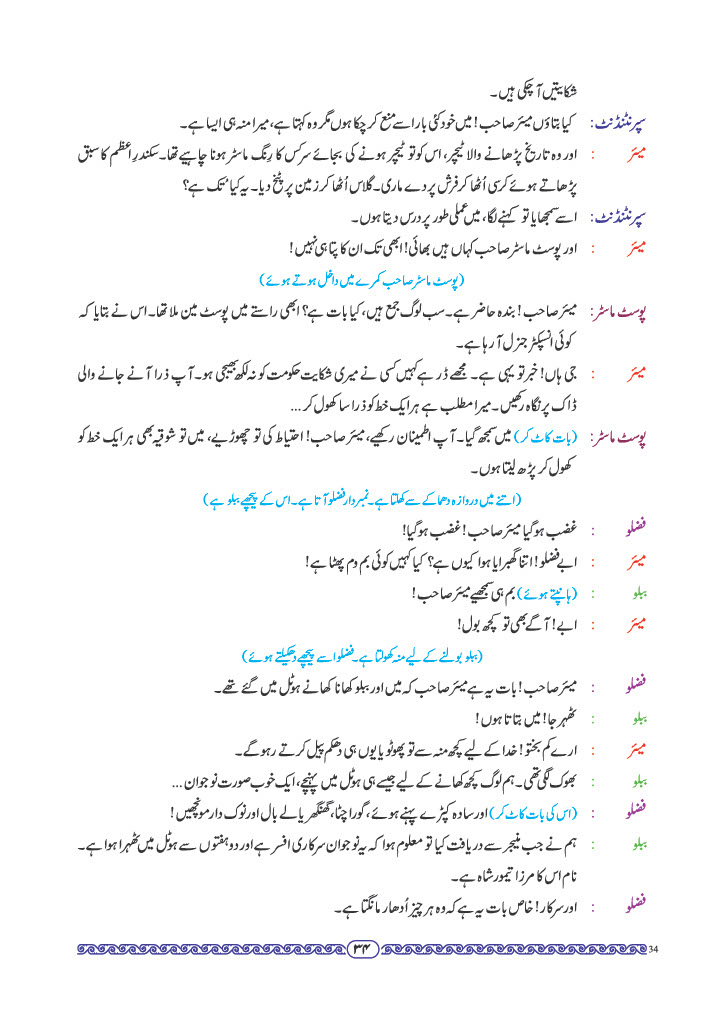 شکایتیں آ چکی ہیں۔
سپرنٹنڈنٹ: کیا بتاؤں میئر صاحب! میں خود کئی بار اسے منع کر چکا ہوں مگر وہ کہتا ہے، میرا منہ ہی ایسا ہے۔
میئر : اور وہ تاریخ پڑھانے والا ٹیچر، اس کو تو ٹیچر ہونے کی بجائے سرکس کا رِنگ ماسٹر ہونا چاہیے تھا۔ سکندرِ اعظم کا سبق
پڑھاتے ہوئے کرسی اُٹھا کر فرش پر دے ماری۔ گلاس اُٹھا کر زمین پر پٹخ دیا۔ یہ کیا تُک ہے؟
سپرنٹنڈنٹ: اسے سمجھایا تو کہنے لگا، میں عملی طور پر درس دیتا ہوں۔
میئر : اور پوسٹ ماسٹر صاحب کہاں ہیں بھائی! ابھی تک ان کا پتا ہی نہیں!
(پوسٹ ماسٹر صاحب کمرے میں داخل ہوتے ہوئے)
پوسٹ ماسٹر: میئر صاحب! بندہ حاضر ہے۔ سب لوگ جمع ہیں، کیا بات ہے؟ ابھی راستے میں پوسٹ مین ملا تھا۔ اس نے بتایا کہ
کوئی انسپکٹر جنرل آ رہا ہے۔
میئر : جی ہاں! خبر تو یہی ہے۔ مجھے ڈر ہے کہیں کسی نے میری شکایت حکومت کو نہ لکھ بھیجی ہو۔ آپ ذرا آنے جانے والی
ڈاک پر نگاہ رکھیں۔ میرا مطلب ہے ہر ایک خط کو ذرا سا کھول کر ...
پوسٹ ماسٹر: (بات کاٹ کر) میں سمجھ گیا۔ آپ اطمینان رکھیے، میئر صاحب! احتیاط کی تو چھوڑیے، میں تو شوقیہ بھی ہر ایک خط کو
کھول کر پڑھ لیتا ہوں۔
(اتنے میں دروازہ دھماکے سے کھلتا ہے۔ نمبردار فضلو آتا ہے۔ اس کے پیچھے ببلو ہے)
فضلو : غضب ہو گیا میئر صاحب! غضب ہو گیا!
میئر : ابے فضلو! اتنا گھبرایا ہوا کیوں ہے؟ کیا کہیں کوئی بم وم پھٹا ہے!
ببلو : (ہانپتے ہوئے) بم ہی سمجھیے میئر صاحب!
میئر : ابے! آگے بھی تو کچھ بول!
(ببلو بولنے کے لیے منہ کھولتا ہے۔ فضلو اسے پیچھے دھکیلتے ہوئے)
فضلو : میئر صاحب! بات یہ ہے میئر صاحب کہ میں اور ببلو کھانا کھانے ہوٹل میں گئے تھے۔
ببلو : ٹھہر جا! میں بتاتا ہوں!
میئر : ارے کم بختو! خدا کے لیے کچھ منہ سے تو پھوٹو یا یوں ہی دھکم پیل کرتے رہو گے۔
ببلو : بھوک لگی تھی۔ ہم لوگ کچھ کھانے کے لیے جیسے ہی ہوٹل میں پہنچے، ایک خوب صورت نوجوان ...
فضلو : (اس کی بات کاٹ کر) اور سادہ کپڑے پہنے ہوئے، گورا چٹا، گھنگھریالے بال اور نوک دار مونچھیں!
ببلو : ہم نے جب منیجر سے دریافت کیا تو معلوم ہوا کہ یہ نوجوان سرکاری افسر ہے اور دو ہفتوں سے ہوٹل میں ٹھہرا ہوا ہے۔
نام اس کا مرزا تیمور شاہ ہے۔
فضلو : اور سرکار! خاص بات یہ ہے کہ وہ ہر چیز اُدھار مانگتا ہے۔
۳۴ 34